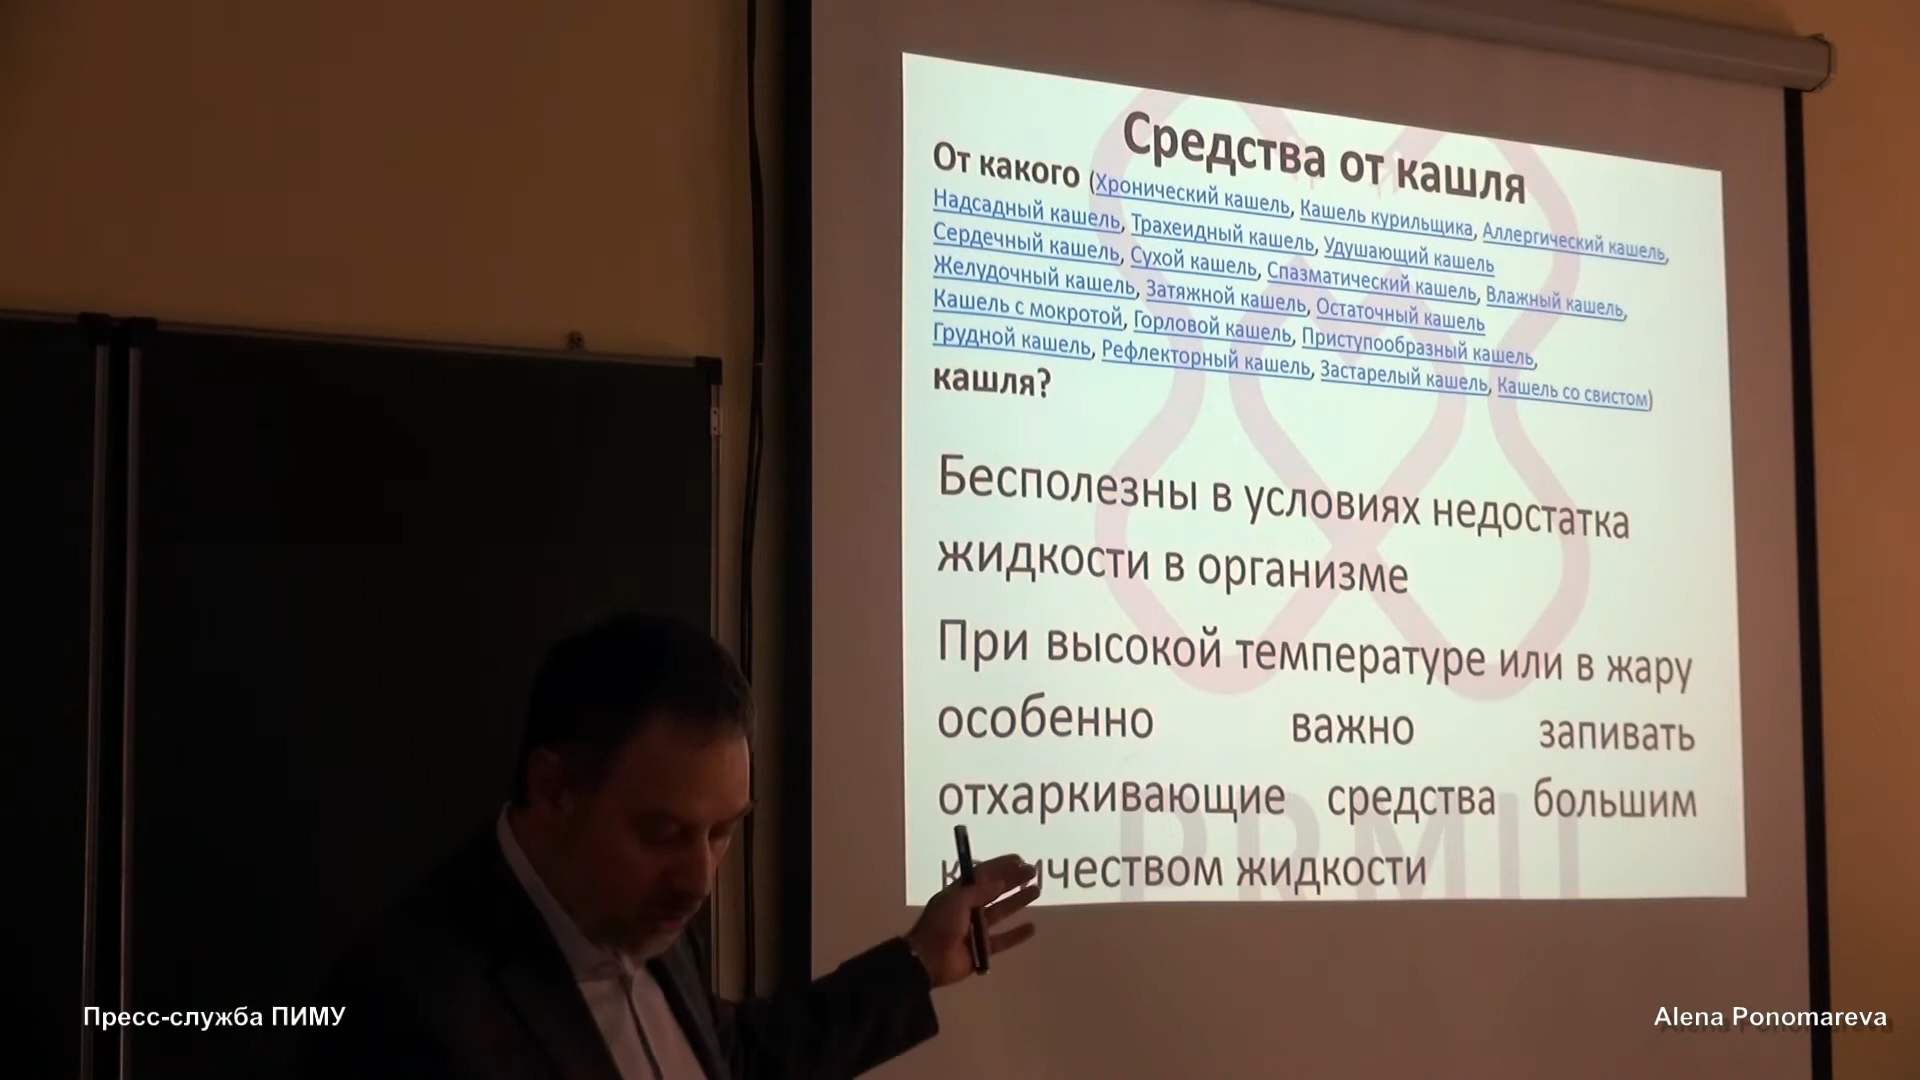 Средства от кашля
От какого (Хронический кашель, Кашель курильщика, Аллергический кашель,
Надсадный кашель, Трахеидный кашель, Удушающий кашель
Сердечный кашель, Сухой кашель, Спазматический кашель, Влажный кашель,
Желудочный кашель, Затяжной кашель, Остаточный кашель
Кашель с мокротой, Горловой кашель, Приступообразный кашель,
Грудной кашель, Рефлекторный кашель, Застарелый кашель, Кашель со свистом)
кашля?
Бесполезны в условиях недостатка
жидкости в организме
При высокой температуре или в жару
особенно важно запивать
отхаркивающие средства большим
жидкости
PRMU
Пресс-служба ПИМУ
Alena Ponomareva